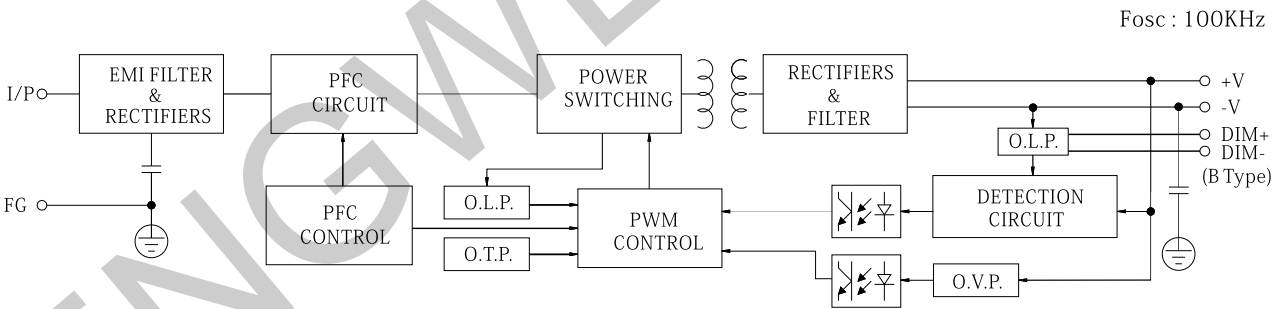 Fosc : 100KHz
I/P
EMI FILTER
&
RECTIFIERS
PFC
CIRCUIT
POWER
SWITCHING
RECTIFIERS
&
FILTER
+V
-V
DIM+
DIM-
(B Type)
O.L.P.
FG
PFC
CONTROL
O.L.P.
O.T.P.
PWM
CONTROL
DETECTION
CIRCUIT
O.V.P.